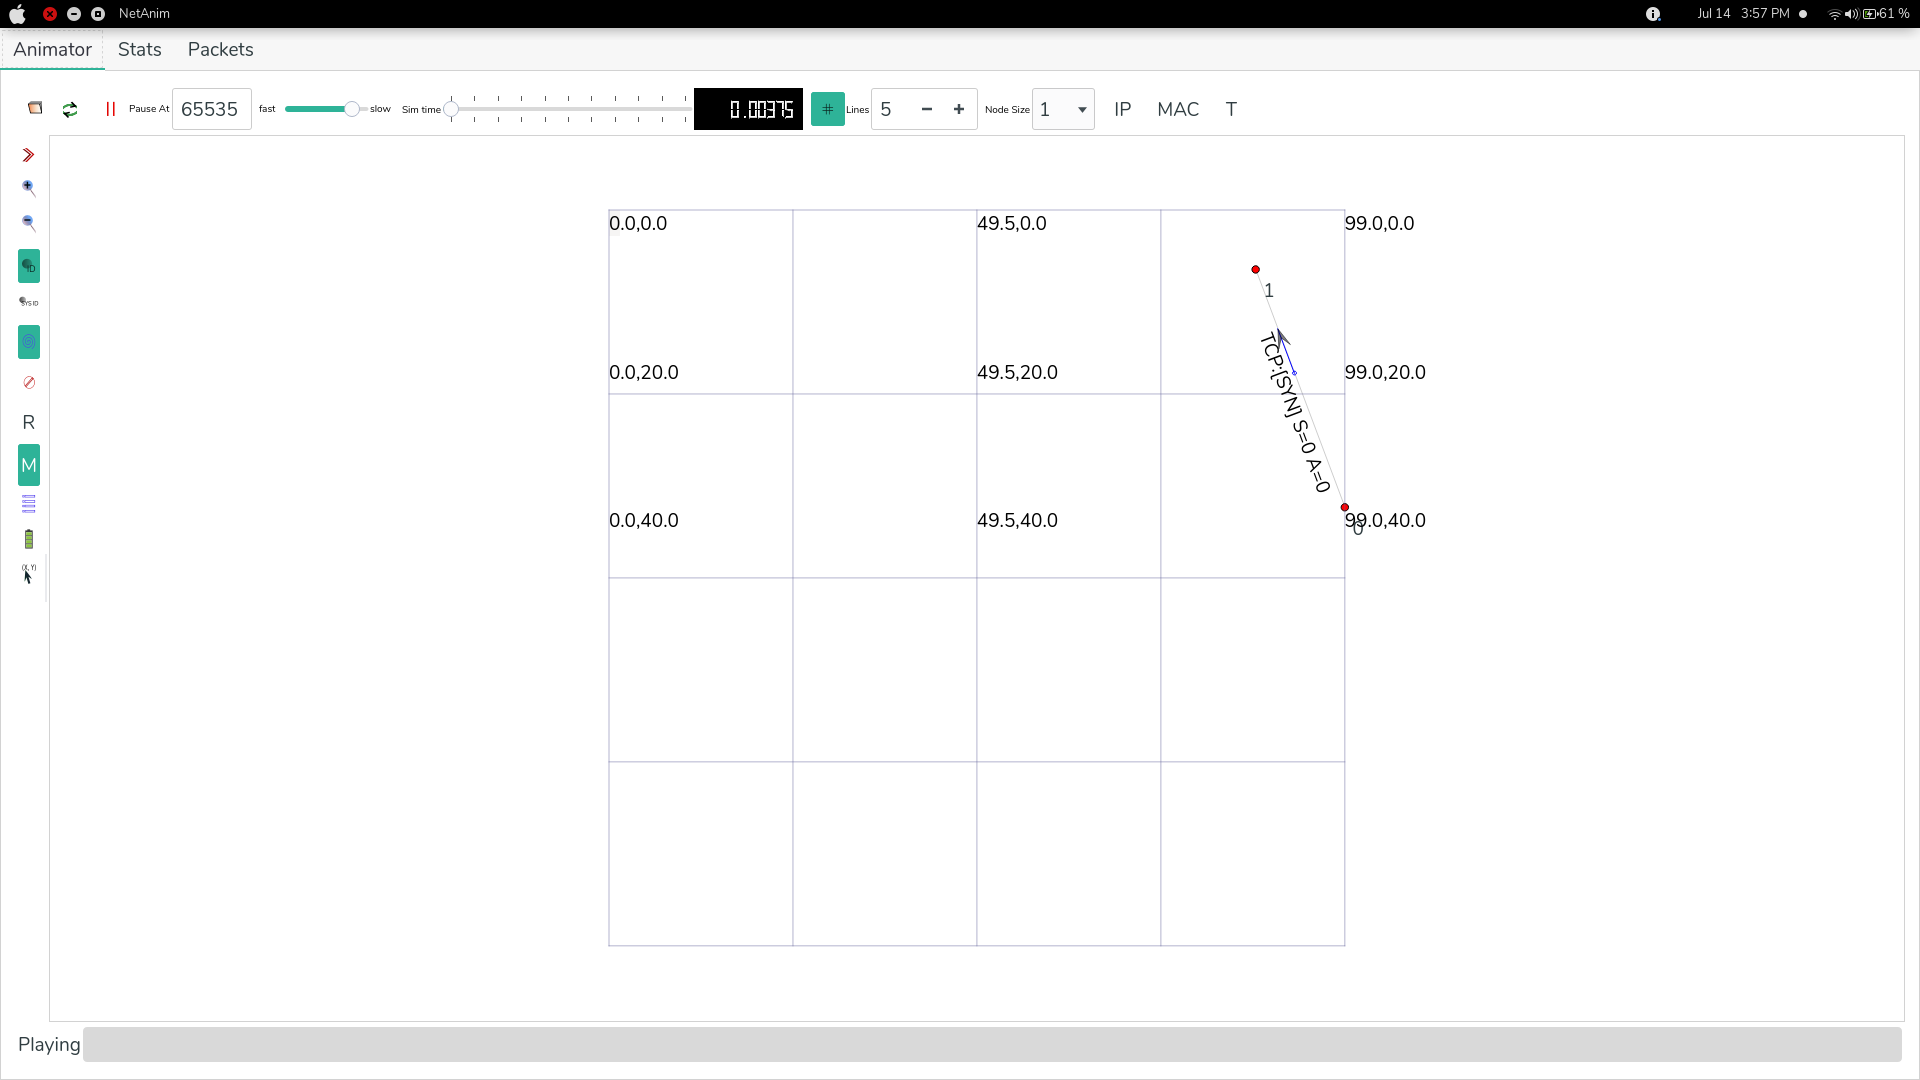 NetAnim
Jul 14 3:57 PM
61 %
Animator Stats Packets
Pause At 65535 fast slow Sim time 0.00375 # Lines 5 − + Node Size 1 IP MAC T
ID
SYS ID
R
M
(X, Y)
0.0,0.0 49.5,0.0 99.0,0.0
1
TCP:[SYN] S=0 A=0
0.0,20.0 49.5,20.0 99.0,20.0
0.0,40.0 49.5,40.0 99.0,40.0
0
Playing